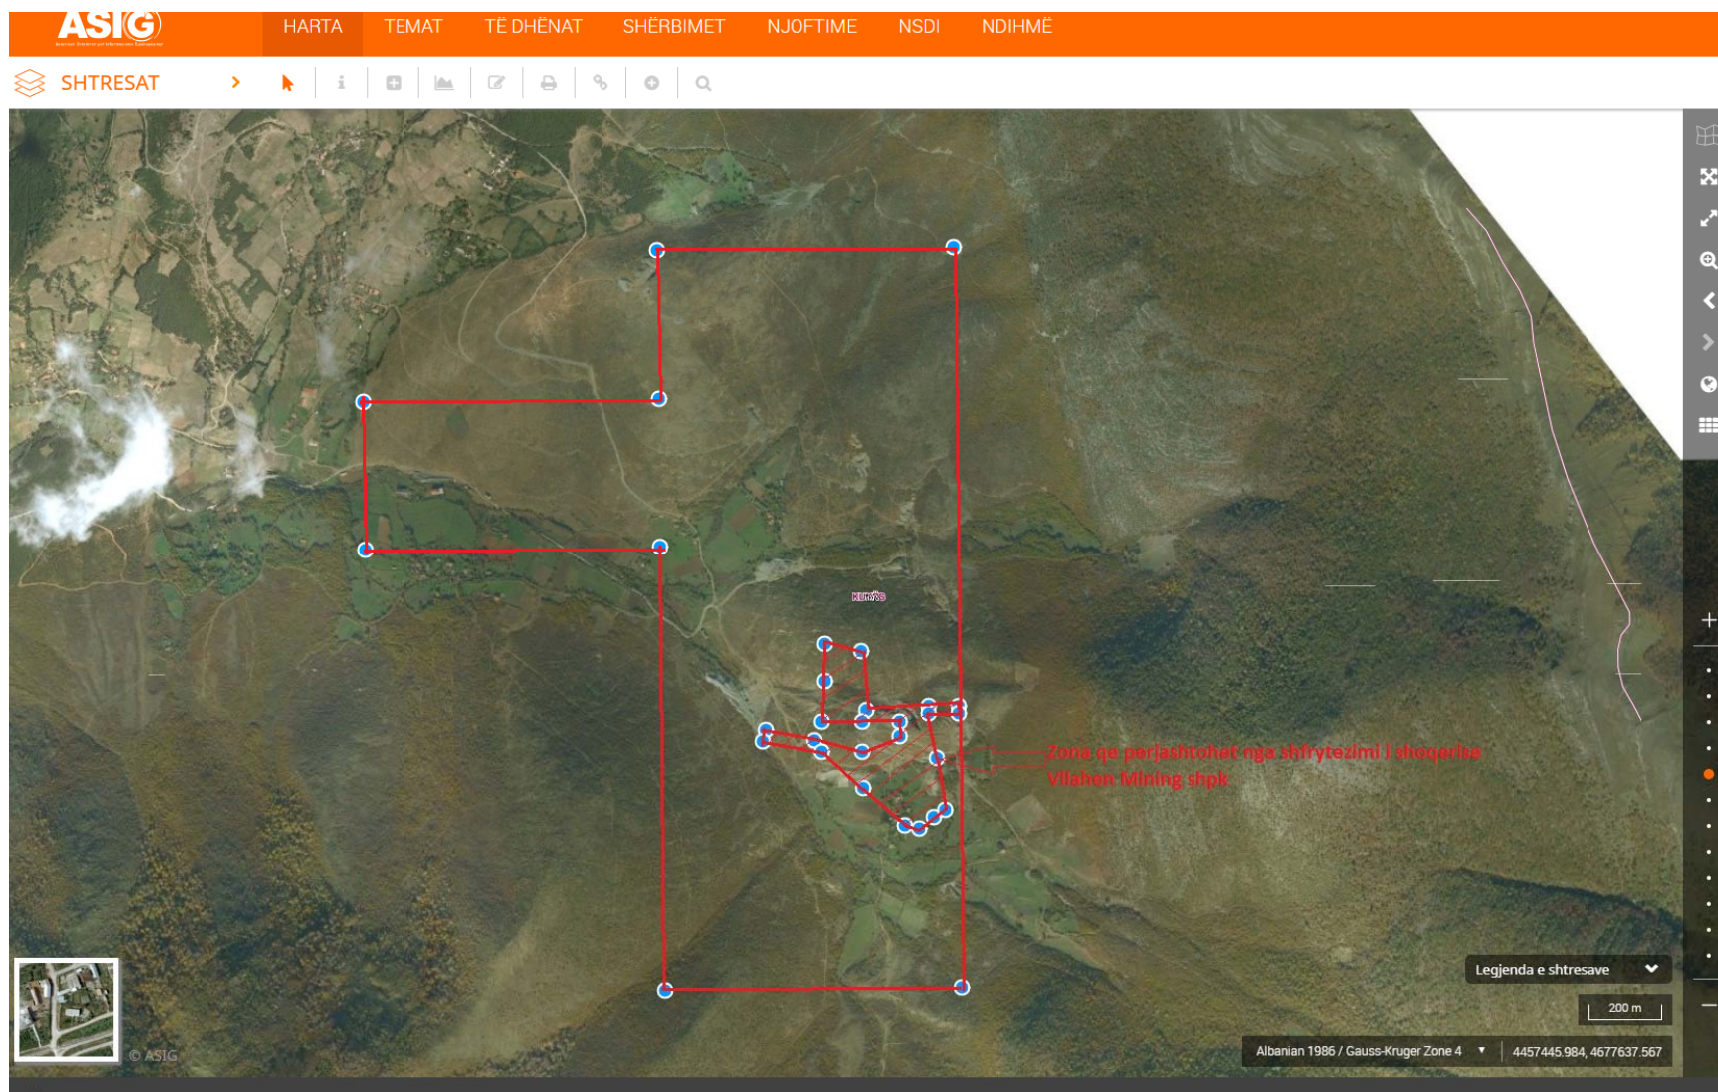 ASIG
HARTA TEMAT TË DHËNAT SHËRBIMET NJOFTIME NSDI NDIHMË
SHTRESAT
Zona qe perjashtohet nga shfrytezimi i shoqerise
Vllahen Mining shpk
Legjenda e shtresave
200 m
© ASIG
Albanian 1986 / Gauss-Kruger Zone 4 4457445.984, 4677637.567